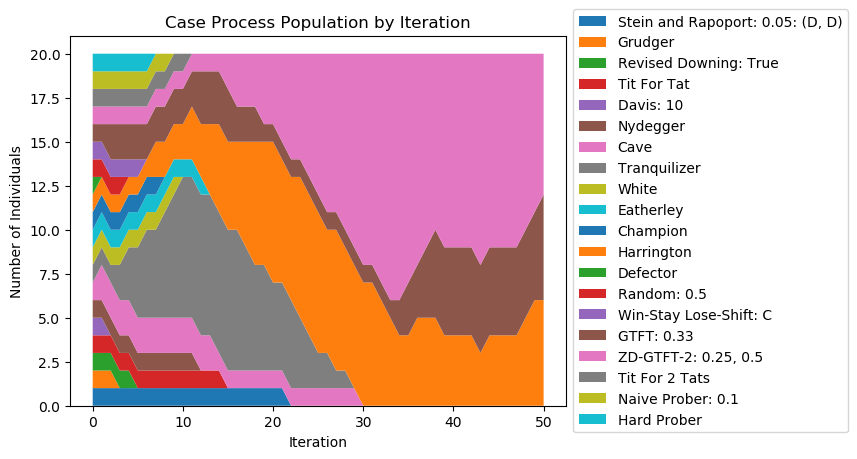 Case Process Population by Iteration
20.0
17.5
15.0
12.5
10.0
7.5
5.0
2.5
0.0
Number of Individuals
0
10
20
30
40
50
Iteration
Stein and Rapoport: 0.05: (D, D)
Grudger
Revised Downing: True
Tit For Tat
Davis: 10
Nydegger
Cave
Tranquilizer
White
Eatherley
Champion
Harrington
Defector
Random: 0.5
Win-Stay Lose-Shift: C
GTFT: 0.33
ZD-GTFT-2: 0.25, 0.5
Tit For 2 Tats
Naive Prober: 0.1
Hard Prober